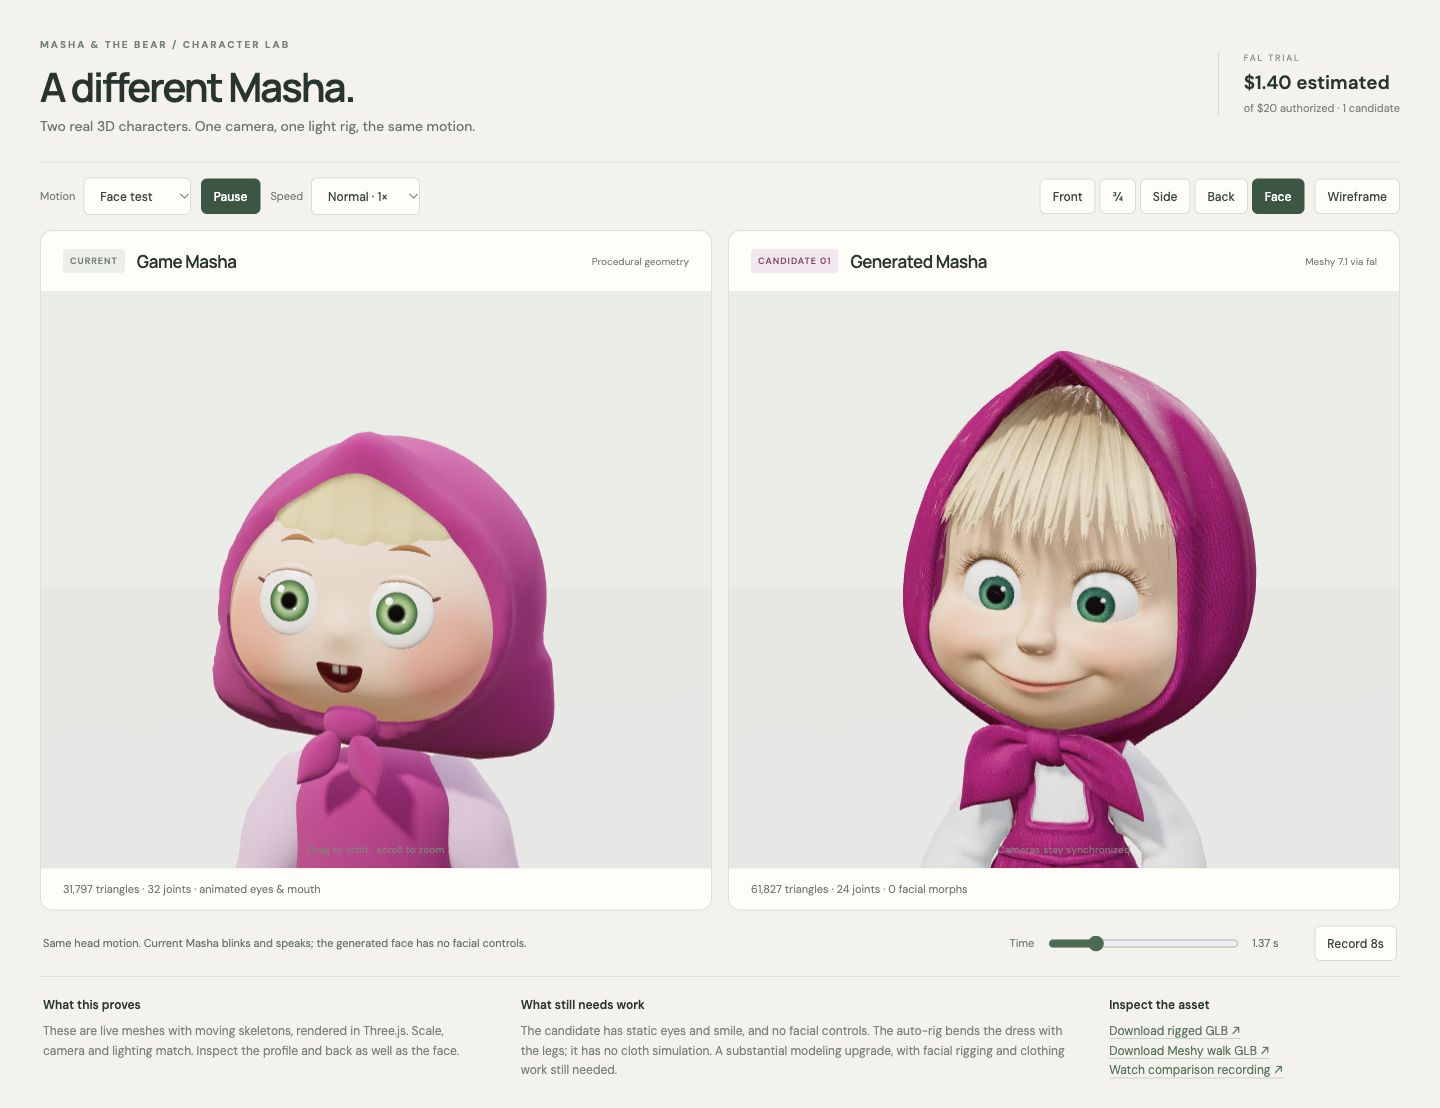 MASHA & THE BEAR / CHARACTER LAB
A different Masha.
Two real 3D characters. One camera, one light rig, the same motion.
FAL TRIAL
$1.40 estimated
of $20 authorized · 1 candidate
Motion Face test Pause Speed Normal · 1× Front ¾ Side Back Face Wireframe
CURRENT Game Masha Procedural geometry
CANDIDATE 01 Generated Masha Meshy 7.1 via fal
Drag to orbit · scroll to zoom
Cameras stay synchronized
31,797 triangles · 32 joints · animated eyes & mouth
61,827 triangles · 24 joints · 0 facial morphs
Same head motion. Current Masha blinks and speaks; the generated face has no facial controls.
Time 1.37 s Record 8s
What this proves
These are live meshes with moving skeletons, rendered in Three.js. Scale,
camera and lighting match. Inspect the profile and back as well as the face.
What still needs work
The candidate has static eyes and smile, and no facial controls. The auto-rig bends the dress with
the legs; it has no cloth simulation. A substantial modeling upgrade, with facial rigging and clothing
work still needed.
Inspect the asset
Download rigged GLB ↗
Download Meshy walk GLB ↗
Watch comparison recording ↗